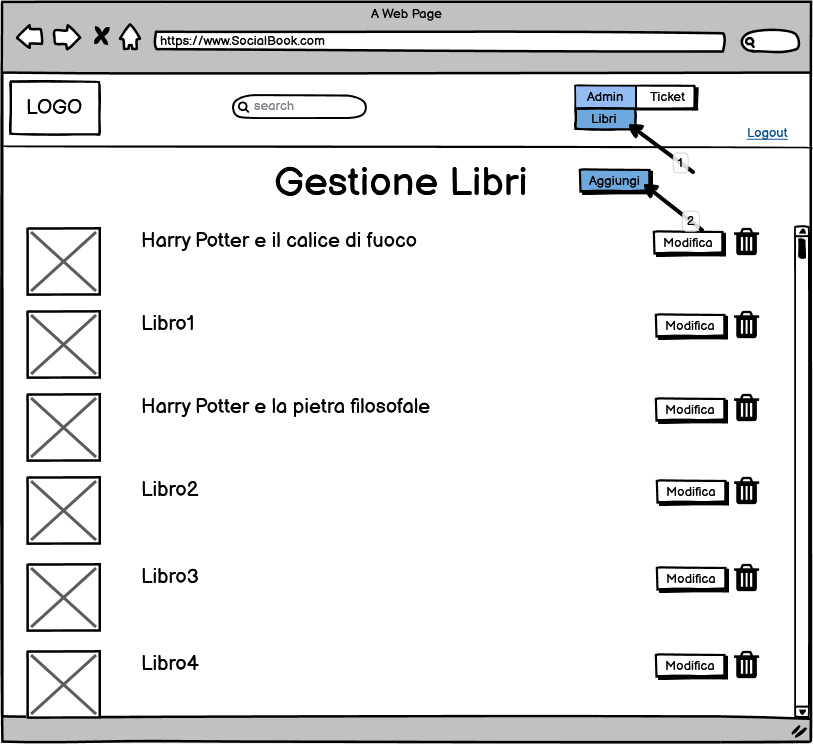 A Web Page
https://www.SocialBook.com
LOGO
search
Admin Ticket
Libri
Logout
1
Gestione Libri
Aggiungi
2
Harry Potter e il calice di fuoco
Modifica
Libro1
Modifica
Harry Potter e la pietra filosofale
Modifica
Libro2
Modifica
Libro3
Modifica
Libro4
Modifica